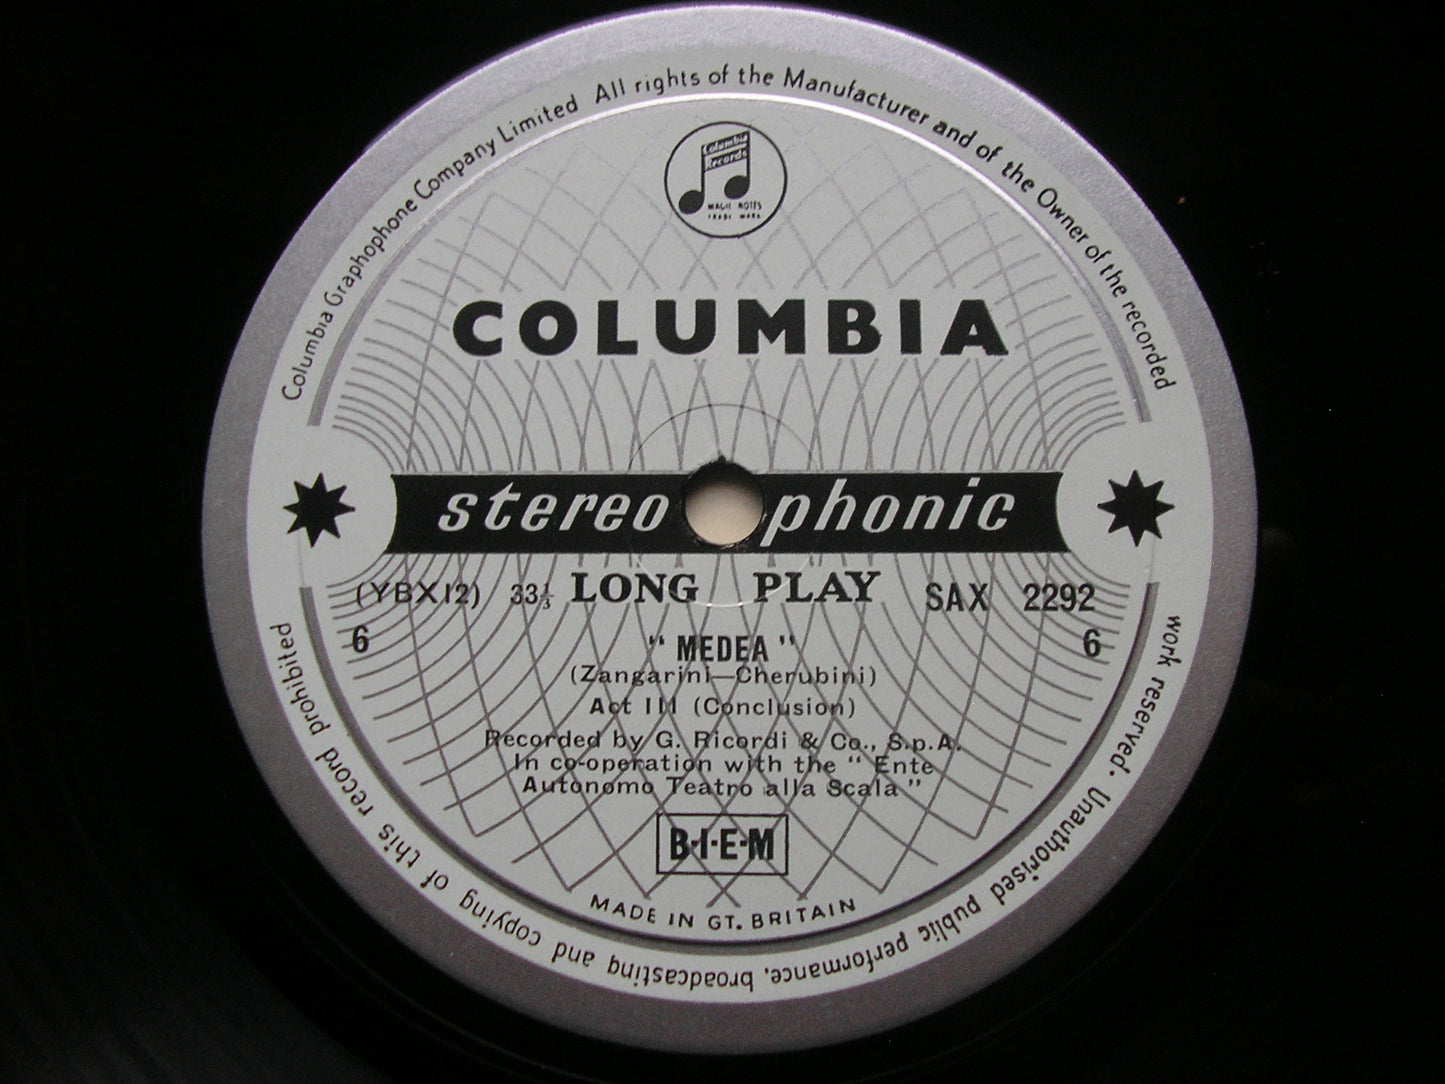 Columbia Graphophone Company Limited All rights of the Manufacturer and of the Owner of the recorded
work reserved. Unauthorised public performance, broadcasting and copying of this record prohibited
Columbia
Records
MAGIC NOTES
TRADE MARK
COLUMBIA
stereophonic
(YBX12) 33⅓ LONG PLAY SAX 2292
6 6
" MEDEA "
(Zangarini—Cherubini)
Act III (Conclusion)
Recorded by G. Ricordi & Co., S.p.A.
In co-operation with the " Ente
Autonomo Teatro alla Scala "
B·I·E·M
MADE IN GT. BRITAIN